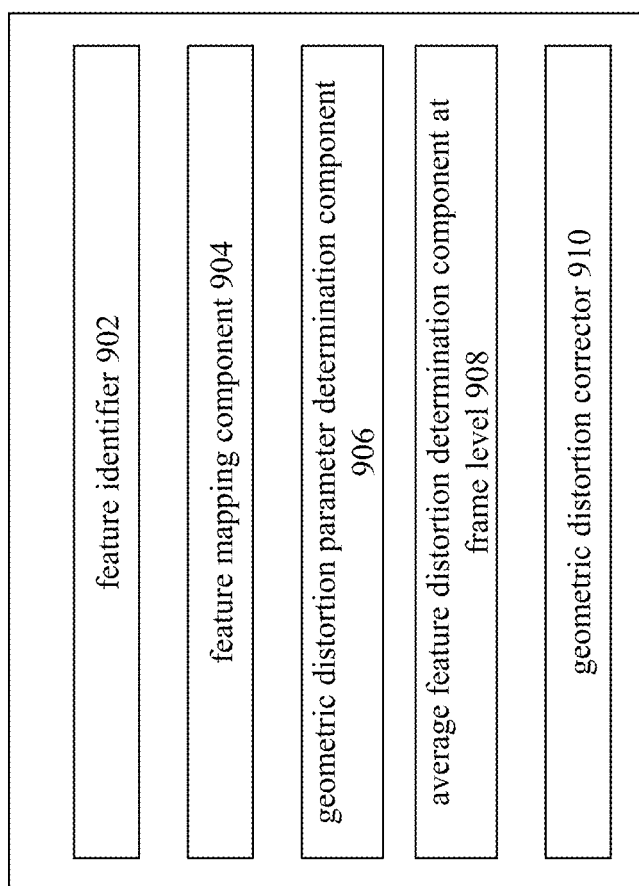 feature identifier 902
feature mapping component 904
geometric distortion parameter determination component
906
average feature distortion determination component at
frame level 908
geometric distortion corrector 910